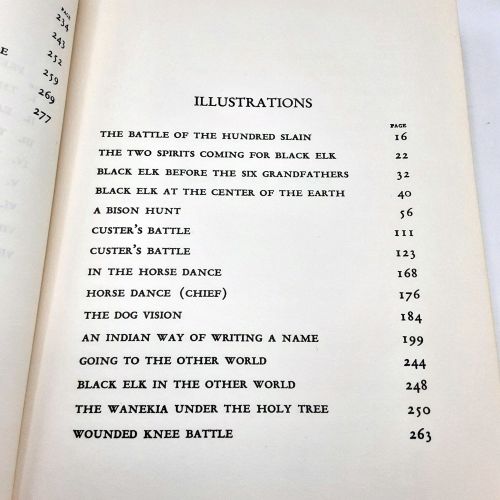 PAGE
234
243
252
E
259
269
277
ILLUSTRATIONS
PAGE
THE BATTLE OF THE HUNDRED SLAIN 16
THE TWO SPIRITS COMING FOR BLACK ELK 22
BLACK ELK BEFORE THE SIX GRANDFATHERS 32
BLACK ELK AT THE CENTER OF THE EARTH 40
A BISON HUNT 56
CUSTER'S BATTLE 111
CUSTER'S BATTLE 123
IN THE HORSE DANCE 168
HORSE DANCE (CHIEF) 176
THE DOG VISION 184
AN INDIAN WAY OF WRITING A NAME 199
GOING TO THE OTHER WORLD 244
BLACK ELK IN THE OTHER WORLD 248
THE WANEKIA UNDER THE HOLY TREE 250
WOUNDED KNEE BATTLE 263